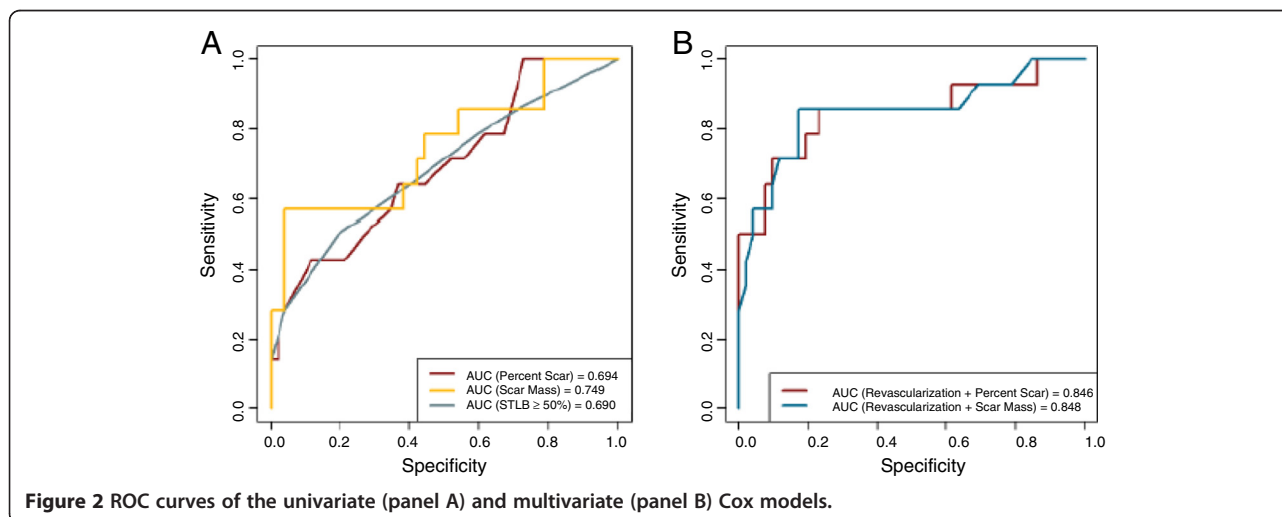 A
1.0
0.8
0.6
0.4
0.2
0.0
Sensitivity
AUC (Percent Scar) = 0.694
AUC (Scar Mass) = 0.749
AUC (STLB ≥ 50%) = 0.690
0.0 0.2 0.4 0.6 0.8 1.0
Specificity
B
1.0
0.8
0.6
0.4
0.2
0.0
Sensitivity
AUC (Revascularization + Percent Scar) = 0.846
AUC (Revascularization + Scar Mass) = 0.848
0.0 0.2 0.4 0.6 0.8 1.0
Specificity
Figure 2 ROC curves of the univariate (panel A) and multivariate (panel B) Cox models.